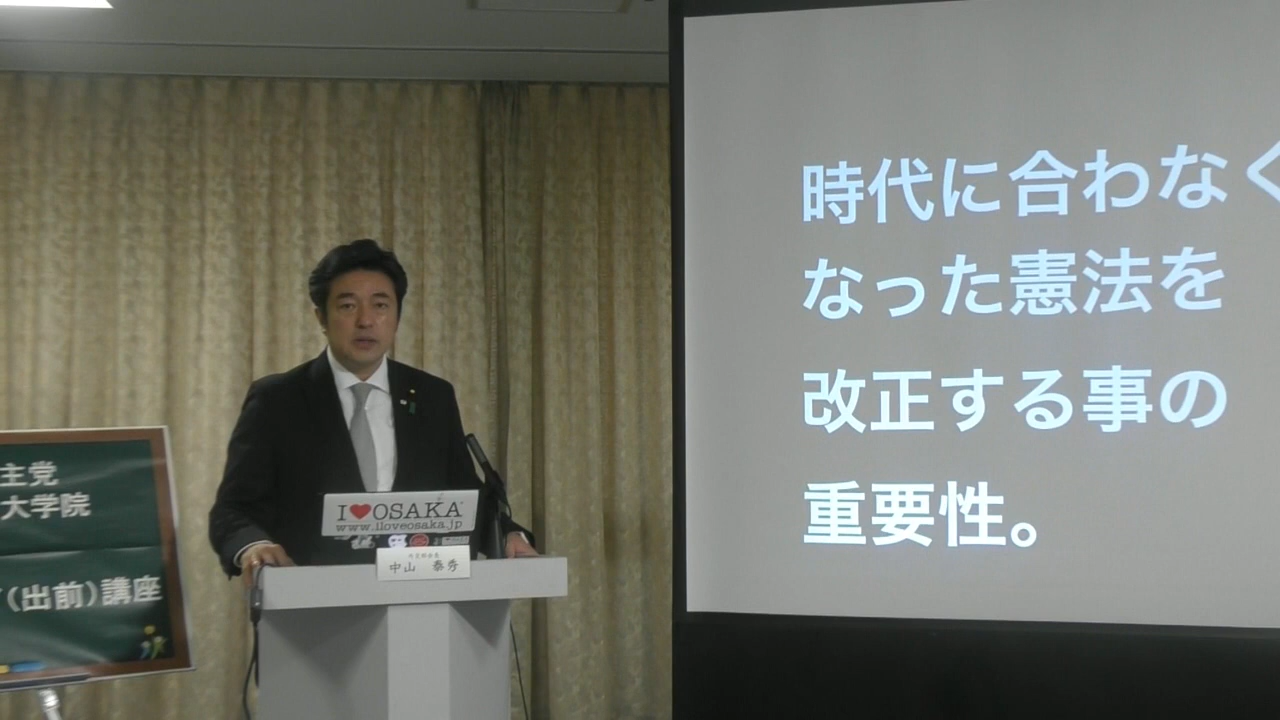 主党
大学院
(出前)講座
I❤OSAKA
www.iloveosaka.jp
中山 泰秀
時代に合わなく
なった憲法を
改正する事の
重要性。